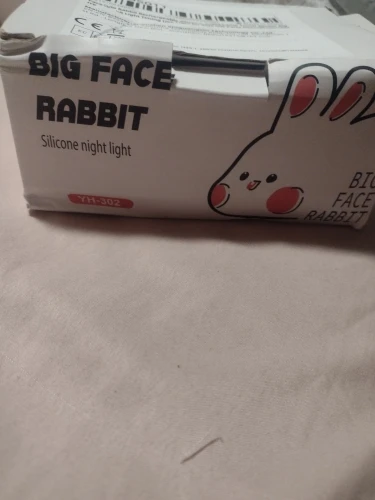 BIG FACE
RABBIT
Silicone night light
YH-302
BIG
FACE
RABBIT